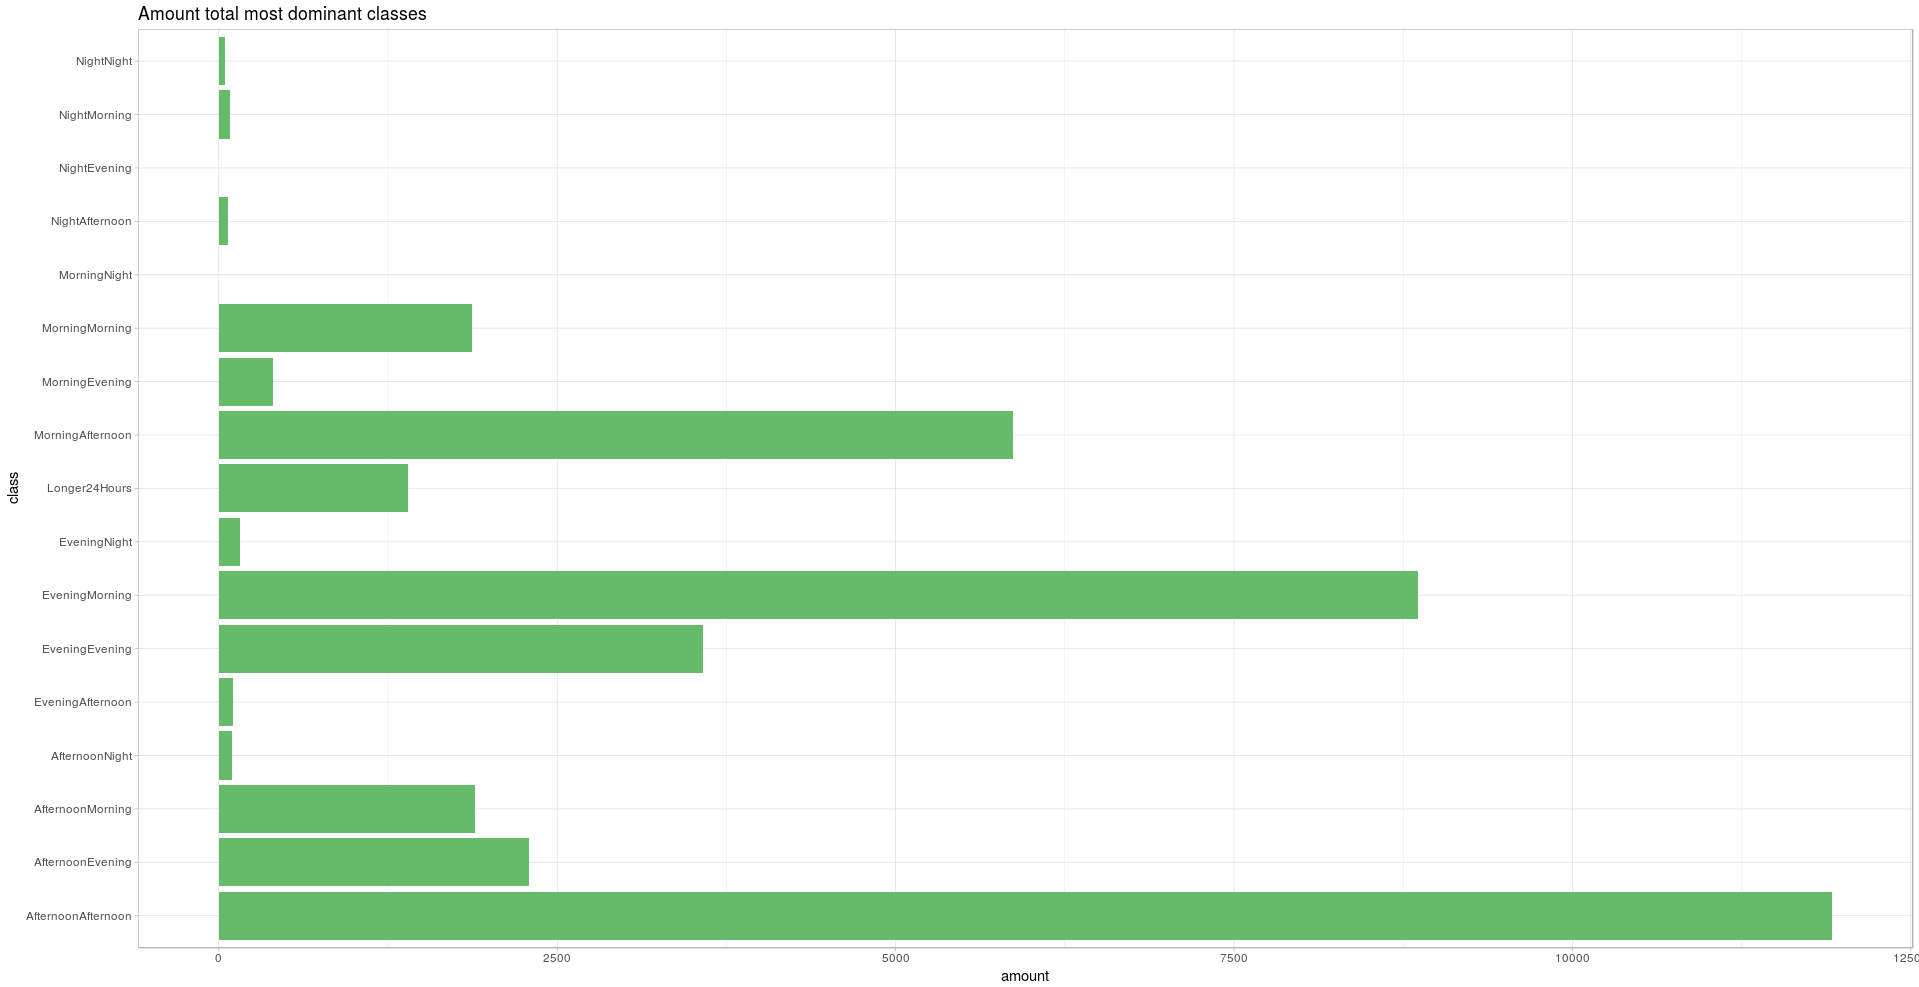 Amount total most dominant classes
NightNight
NightMorning
NightEvening
NightAfternoon
MorningNight
MorningMorning
MorningEvening
MorningAfternoon
Longer24Hours
EveningNight
EveningMorning
EveningEvening
EveningAfternoon
AfternoonNight
AfternoonMorning
AfternoonEvening
AfternoonAfternoon
class
0 2500 5000 7500 10000 1250
amount